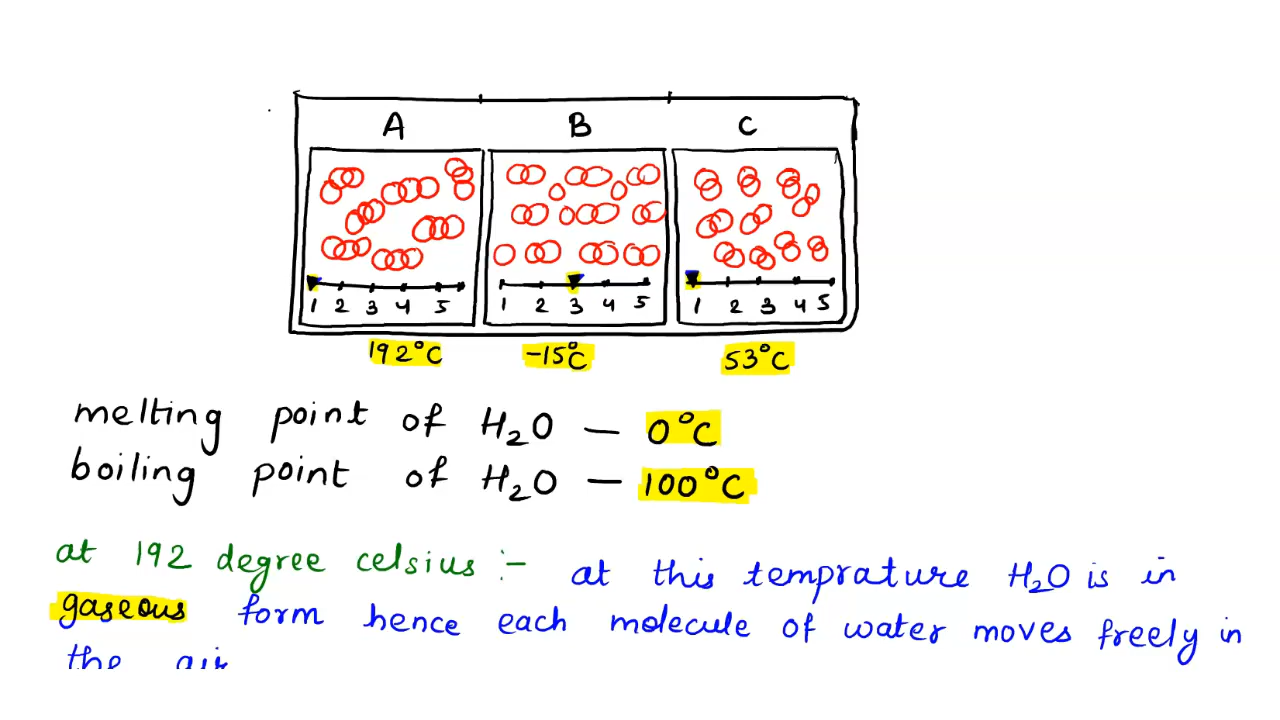 A B C
1 2 3 4 5 1 2 3 4 5 1 2 3 4 5
192°C -15°C 53°C
melting point of H₂O – 0°C
boiling point of H₂O – 100°C
at 192 degree celsius :- at this temprature H₂O is in
gaseous form hence each molecule of water moves freely in
the air